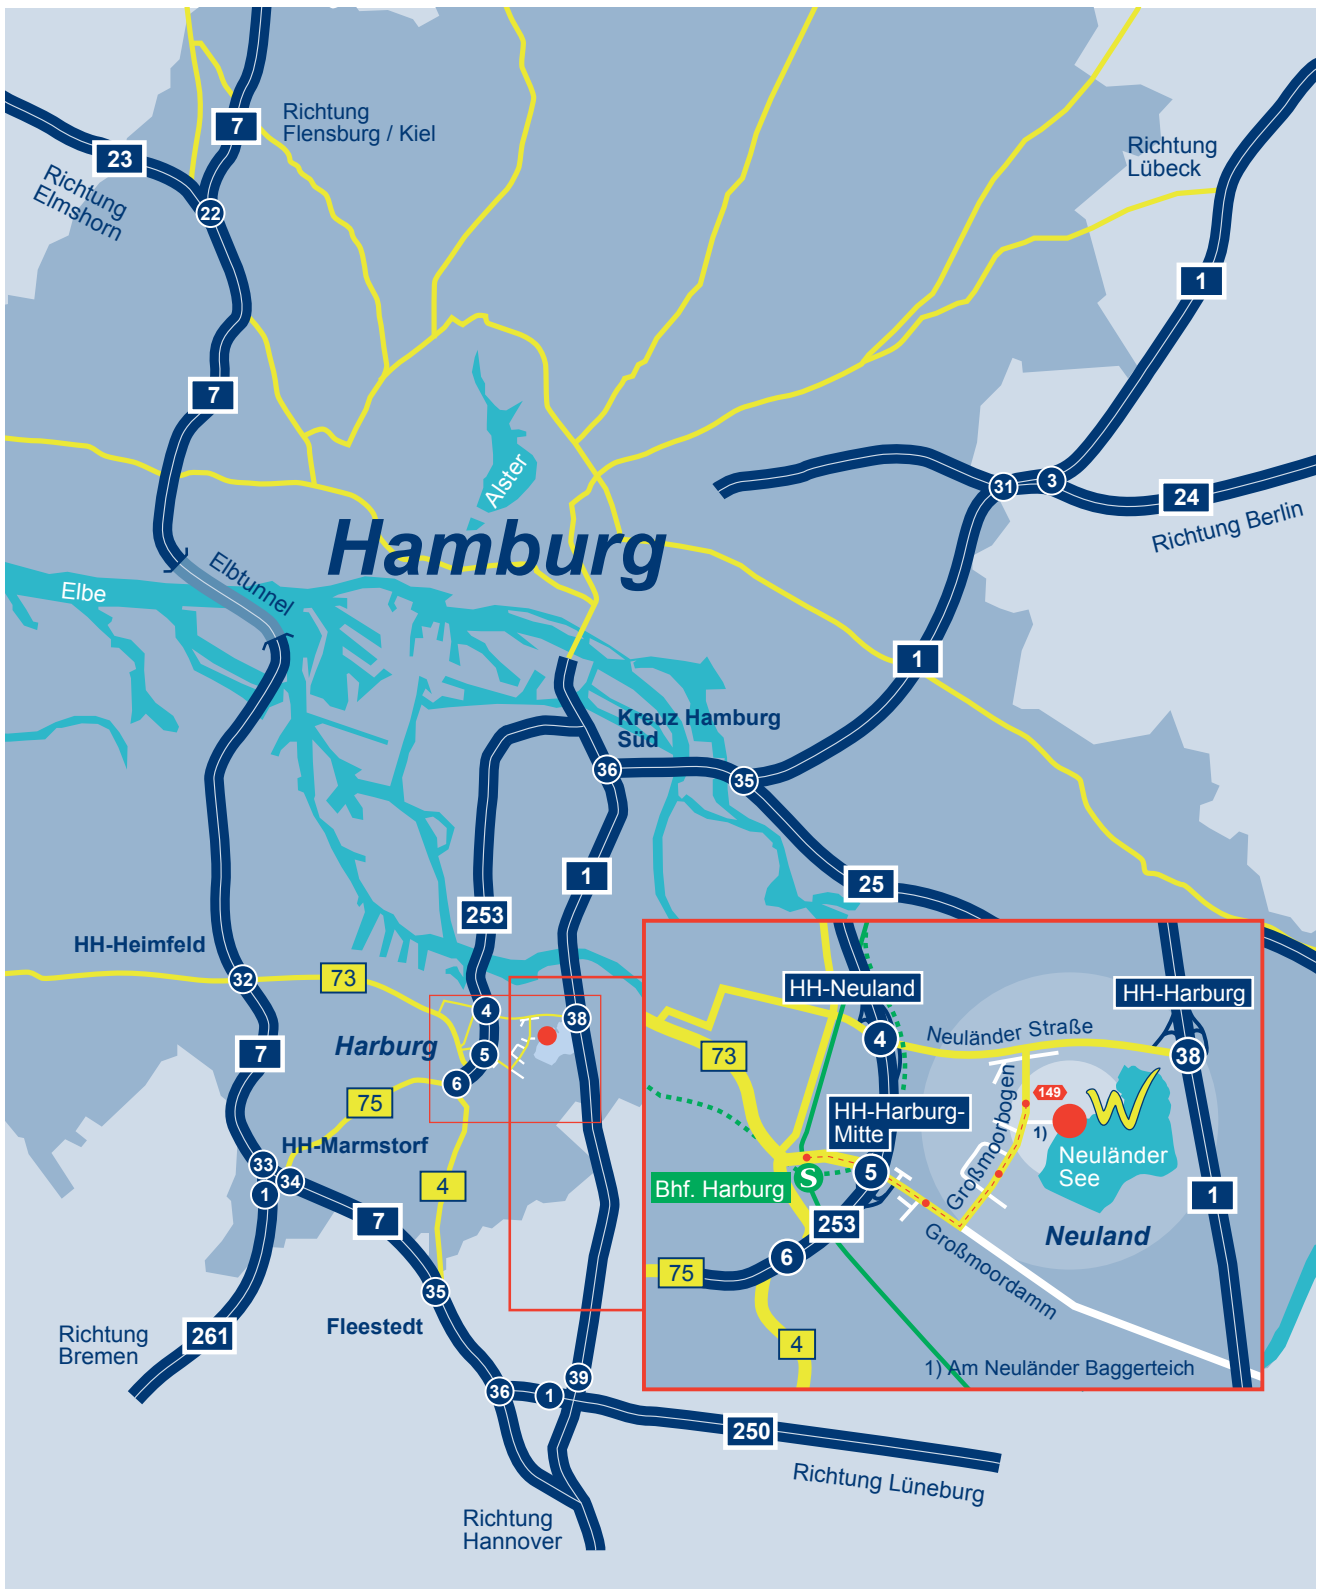 7
Richtung
Flensburg / Kiel
23
Richtung
Elmshorn
22
Richtung
Lübeck
1
7
Alster
31
3
24
Richtung Berlin
Hamburg
Elbe
Elbtunnel
1
Kreuz Hamburg
Süd
36
35
1
25
253
HH-Heimfeld
32
73
4
38
Harburg
7
5
6
75
HH-Marmstorf
33
34
1
4
7
35
Fleestedt
Richtung
Bremen
261
36
1
39
250
Richtung Lüneburg
Richtung
Hannover
HH-Neuland
HH-Harburg
4
Neuländer Straße
38
73
149
W
HH-Harburg-
Mitte
1)
Großmoorbogen
Neuländer
See
5
S
Bhf. Harburg
1
253
Neuland
6
Großmoordamm
75
4
1) Am Neuländer Baggerteich